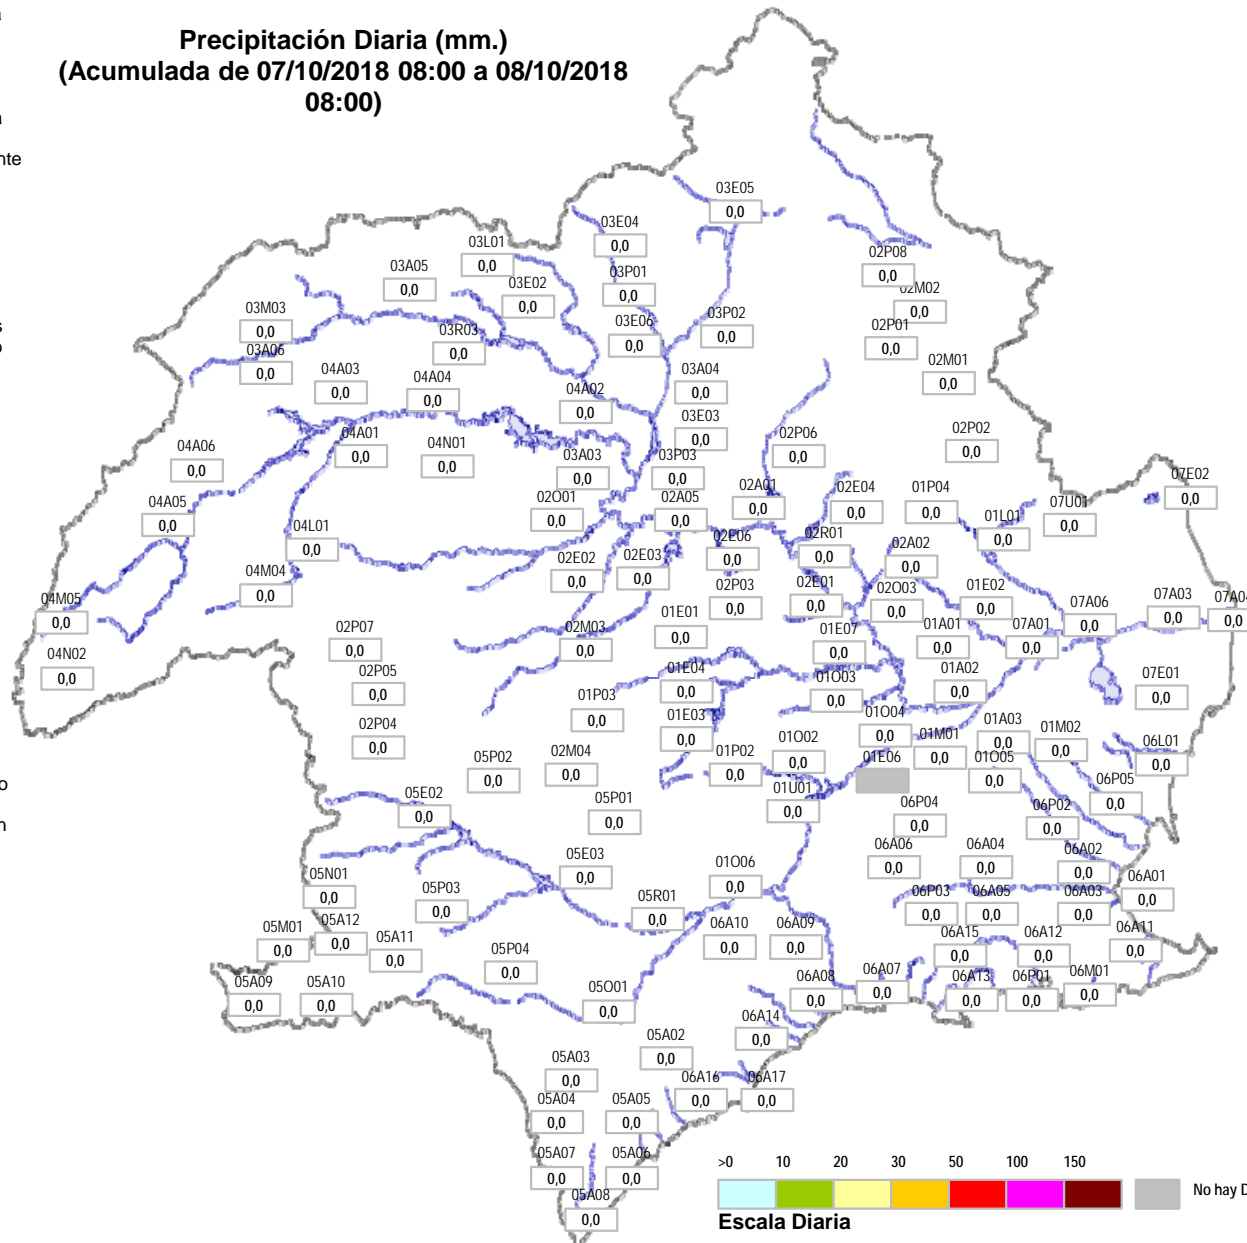 Precipitación Diaria (mm.)
(Acumulada de 07/10/2018 08:00 a 08/10/2018
08:00)
a
a
nte
s
o
o
n
03E05
0,0
03E04
0,0
03L01
0,0
02P08
0,0
03A05
0,0
03P01
0,0
03E02
0,0
02M02
0,0
03M03
0,0
03P02
0,0
03R03
0,0
03E06
0,0
02P01
0,0
03A06
0,0
04A03
0,0
04A04
0,0
04A02
0,0
03A04
0,0
02M01
0,0
04A01
0,0
03E03
0,0
04A06
0,0
04N01
0,0
03A03
0,0
03P03
0,0
02P06
0,0
02P02
0,0
07E02
0,0
04A05
0,0
02O01
0,0
02A05
0,0
02A01
0,0
02E04
0,0
01P04
0,0
01L01
0,0
07U01
0,0
04L01
0,0
02E06
0,0
02R01
0,0
02A02
0,0
02E02
0,0
02E03
0,0
04M04
0,0
02P03
0,0
02E01
0,0
02O03
0,0
01E02
0,0
07A03
0,0
07A04
0,0
04M05
0,0
07A06
0,0
01E01
0,0
02P07
0,0
02M03
0,0
01E07
0,0
01A01
0,0
07A01
0,0
04N02
0,0
02P05
0,0
01E04
0,0
01O03
0,0
01A02
0,0
07E01
0,0
01P03
0,0
02P04
0,0
01E03
0,0
01O04
0,0
01M01
0,0
01A03
0,0
01M02
0,0
06L01
0,0
05P02
0,0
02M04
0,0
01P02
0,0
01O02
0,0
01E06
01O05
0,0
06P05
0,0
05E02
0,0
05P01
0,0
01U01
0,0
06P04
0,0
06P02
0,0
05E03
0,0
01O06
0,0
06A06
0,0
06A04
0,0
06A02
0,0
05N01
0,0
05P03
0,0
05R01
0,0
06P03
0,0
06A05
0,0
06A03
0,0
06A01
0,0
05M01
0,0
05A12
0,0
05A11
0,0
06A10
0,0
06A09
0,0
06A15
0,0
06A12
0,0
06A11
0,0
05P04
0,0
05A09
0,0
05A10
0,0
05O01
0,0
06A08
0,0
06A07
0,0
06A13
0,0
06P01
0,0
06M01
0,0
06A14
0,0
05A02
0,0
05A03
0,0
06A16
0,0
06A17
0,0
05A04
0,0
05A05
0,0
05A07
0,0
05A06
0,0
05A08
0,0
>0 10 20 30 50 100 150
No hay D
Escala Diaria